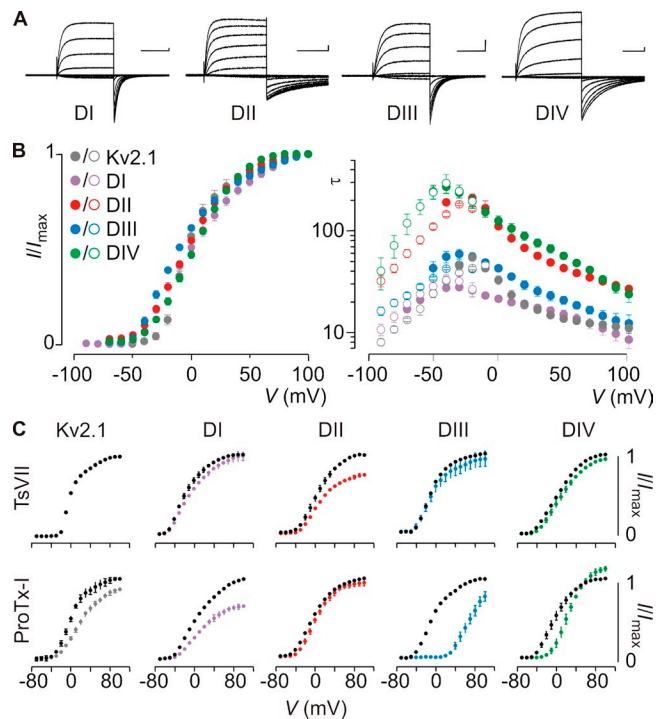 A
DI DII DIII DIV
B
1
I/Imax
0
●/○ Kv2.1
●/○ DI
●/○ DII
●/○ DIII
●/○ DIV
-100 -50 0 50 100
V (mV)
τ
100
10
-100 -50 0 50 100
V (mV)
C
Kv2.1 DI DII DIII DIV
TsVII
1
I/Imax
0
ProTx-I
1
I/Imax
0
-80 0 80 -80 0 80 -80 0 80 -80 0 80 -80 0 80
V (mV)